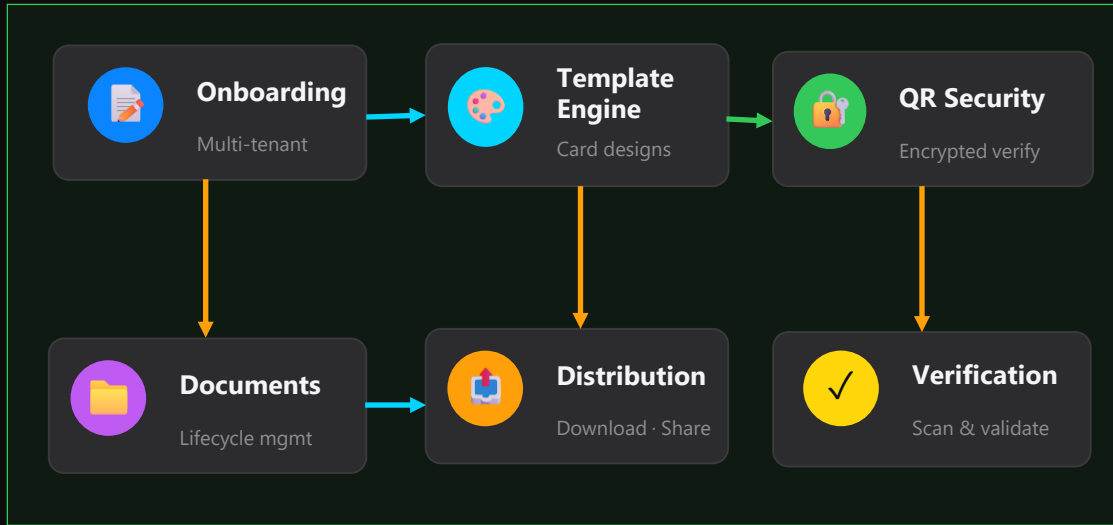 Onboarding
Multi-tenant
Template
Engine
Card designs
QR Security
Encrypted verify
Documents
Lifecycle mgmt
Distribution
Download · Share
Verification
Scan & validate